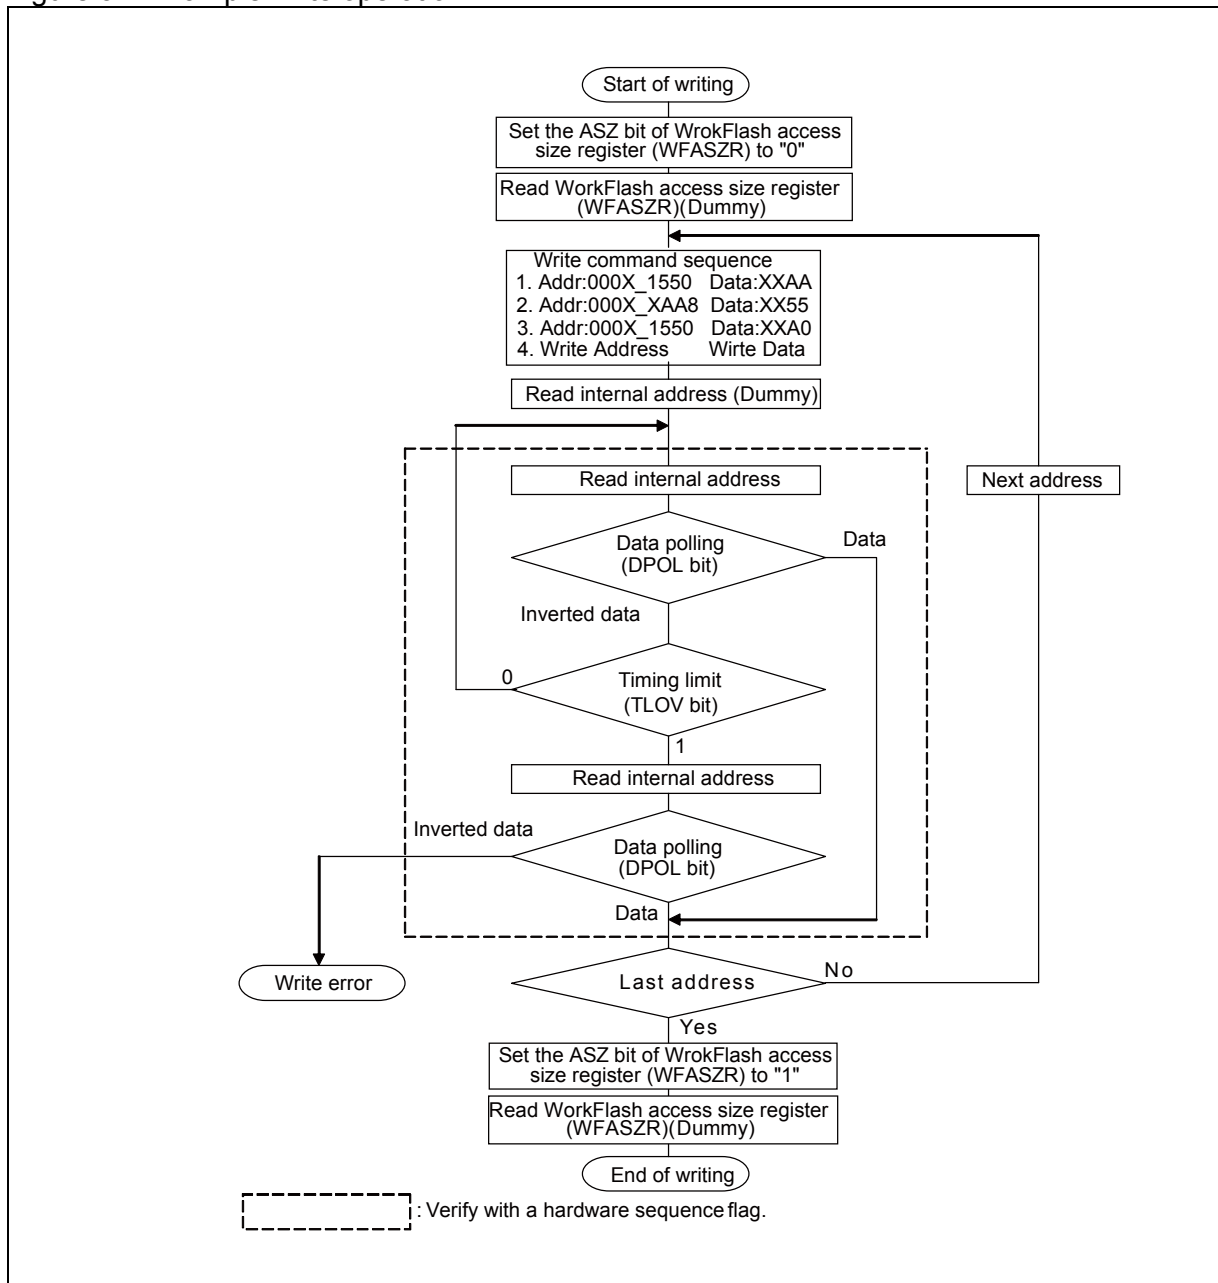 Start of writing
Set the ASZ bit of WrokFlash access
size register (WFASZR) to "0"
Read WorkFlash access size register
(WFASZR)(Dummy)
Write command sequence
1. Addr:000X_1550 Data:XXAA
2. Addr:000X_XAA8 Data:XX55
3. Addr:000X_1550 Data:XXA0
4. Write Address Wirte Data
Read internal address (Dummy)
Read internal address
Next address
Data polling
(DPOL bit)
Data
Inverted data
0
Timing limit
(TLOV bit)
1
Read internal address
Inverted data
Data polling
(DPOL bit)
Data
Write error
Last address
No
Yes
Set the ASZ bit of WrokFlash access
size register (WFASZR) to "1"
Read WorkFlash access size register
(WFASZR)(Dummy)
End of writing
: Verify with a hardware sequence flag.